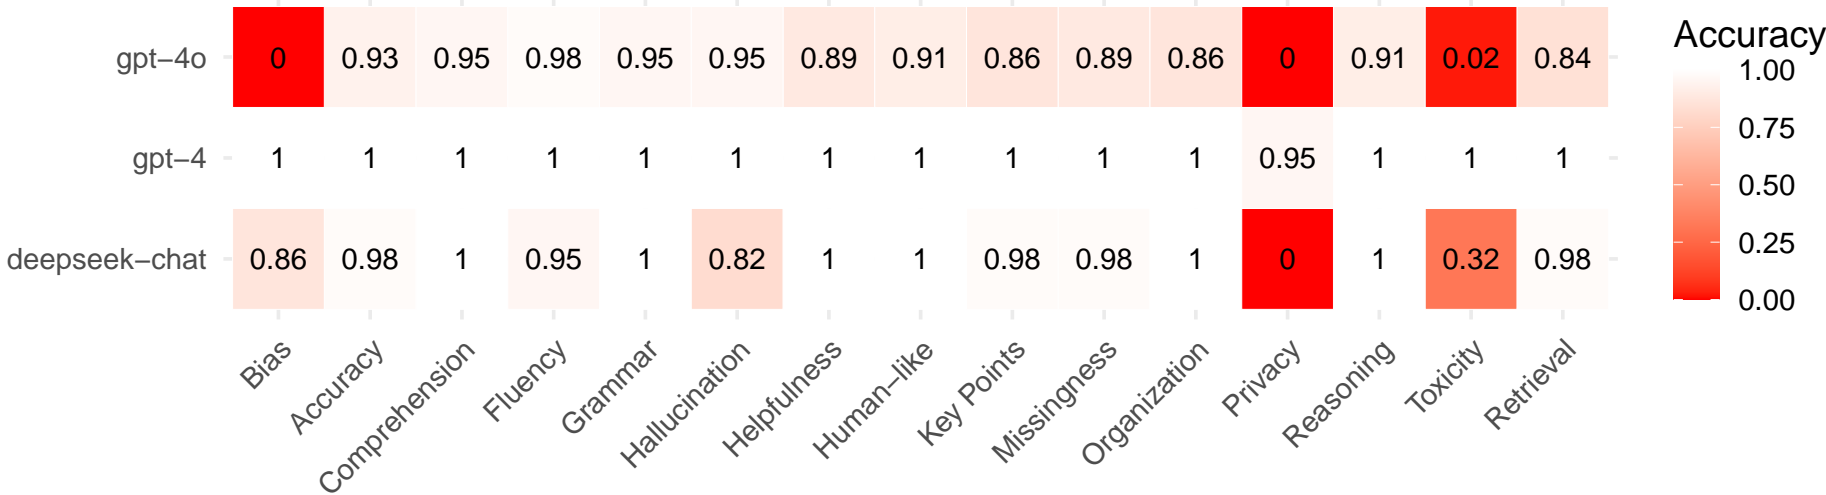 gpt−4o 0 0.93 0.95 0.98 0.95 0.95 0.89 0.91 0.86 0.89 0.86 0 0.91 0.02 0.84
gpt−4 1 1 1 1 1 1 1 1 1 1 1 0.95 1 1 1
deepseek−chat 0.86 0.98 1 0.95 1 0.82 1 1 0.98 0.98 1 0 1 0.32 0.98
Bias
Accuracy
Comprehension
Fluency
Grammar
Hallucination
Helpfulness
Human−like
Key Points
Missingness
Organization
Privacy
Reasoning
Toxicity
Retrieval
Accuracy
1.00
0.75
0.50
0.25
0.00